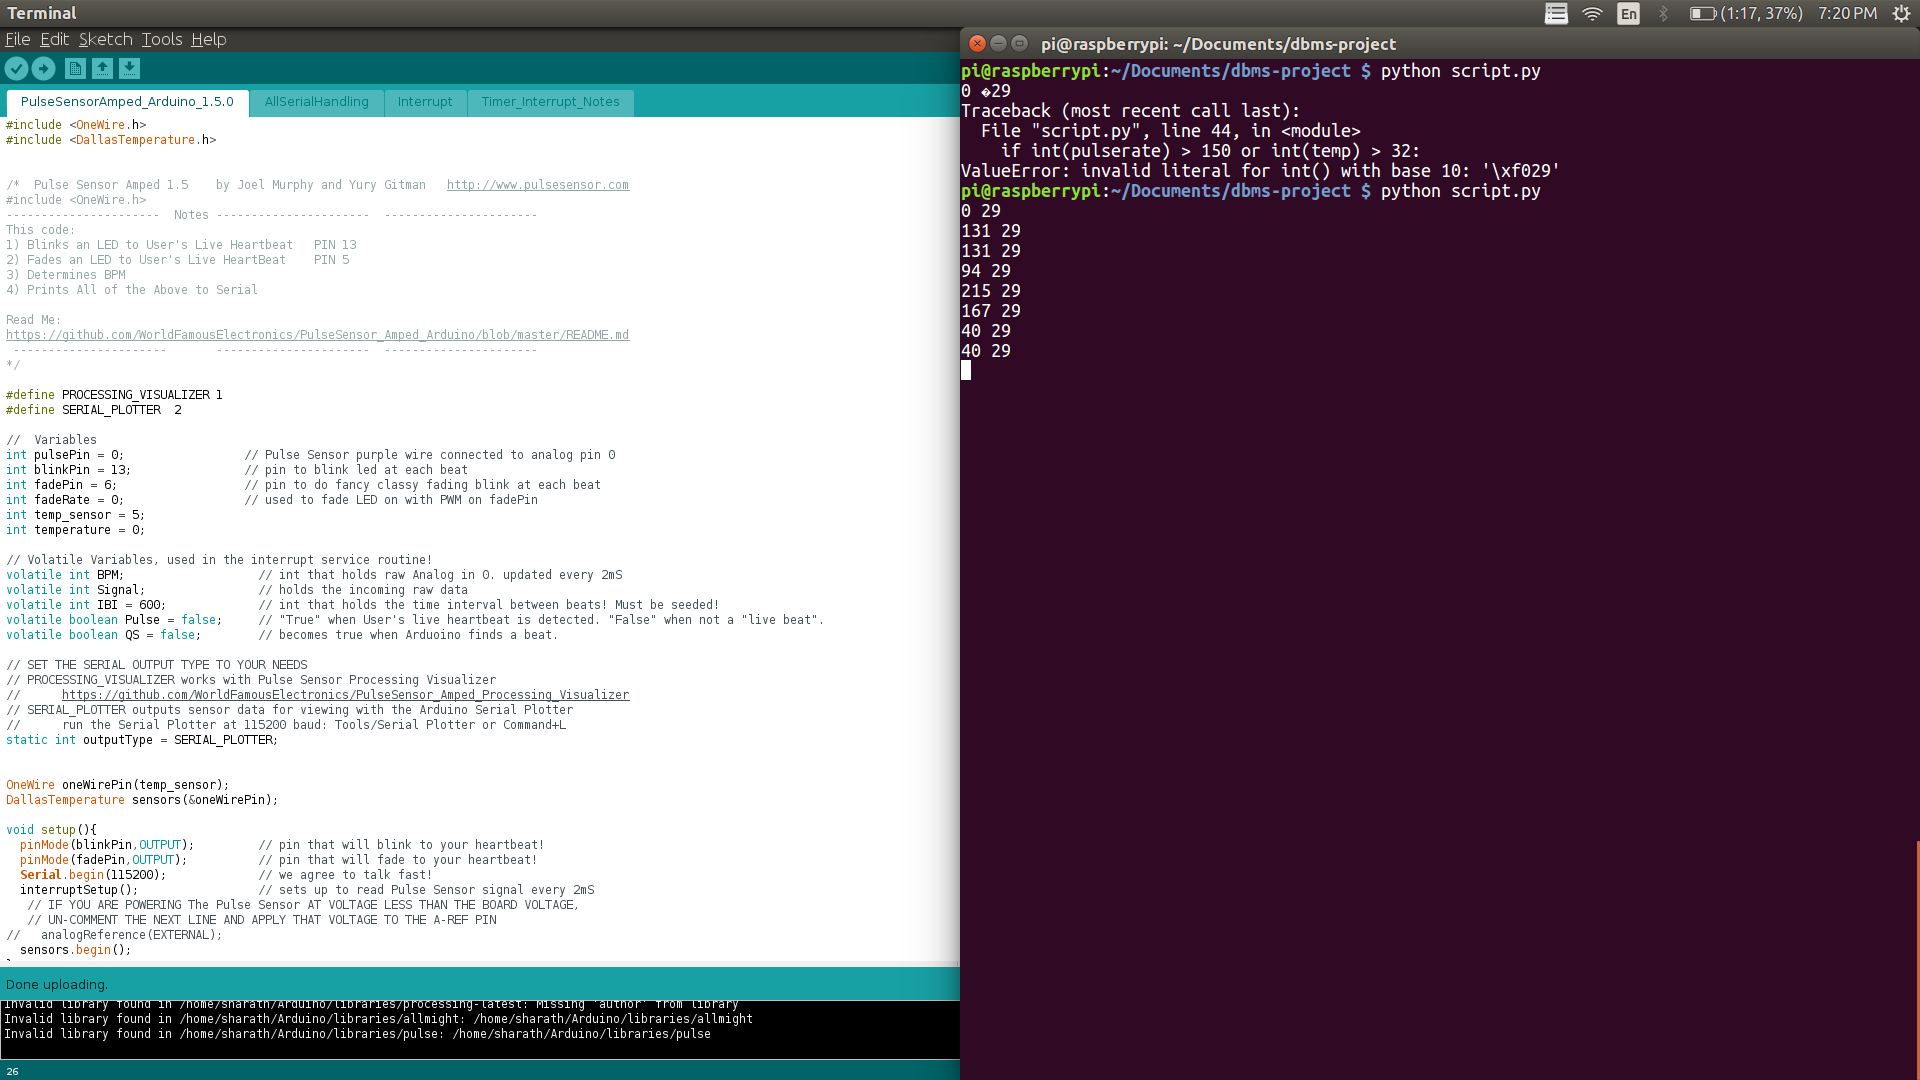 Terminal
En
(1:17, 37%)
7:20 PM
File Edit Sketch Tools Help
PulseSensorAmped_Arduino_1.5.0
AllSerialHandling
Interrupt
Timer_Interrupt_Notes
#include <OneWire.h>
#include <DallasTemperature.h>
/*  Pulse Sensor Amped 1.5    by Joel Murphy and Yury Gitman   http://www.pulsesensor.com
#include <OneWire.h>
----------------------  Notes ----------------------  ----------------------
This code:
1) Blinks an LED to User's Live Heartbeat   PIN 13
2) Fades an LED to User's Live HeartBeat    PIN 5
3) Determines BPM
4) Prints All of the Above to Serial
Read Me:
https://github.com/WorldFamousElectronics/PulseSensor_Amped_Arduino/blob/master/README.md
 ----------------------       ----------------------  ----------------------
*/
#define PROCESSING_VISUALIZER 1
#define SERIAL_PLOTTER  2
//  Variables
int pulsePin = 0;                 // Pulse Sensor purple wire connected to analog pin 0
int blinkPin = 13;                // pin to blink led at each beat
int fadePin = 6;                  // pin to do fancy classy fading blink at each beat
int fadeRate = 0;                 // used to fade LED on with PWM on fadePin
int temp_sensor = 5;
int temperature = 0;
// Volatile Variables, used in the interrupt service routine!
volatile int BPM;                   // int that holds raw Analog in 0. updated every 2mS
volatile int Signal;                // holds the incoming raw data
volatile int IBI = 600;             // int that holds the time interval between beats! Must be seeded!
volatile boolean Pulse = false;     // "True" when User's live heartbeat is detected. "False" when not a "live beat".
volatile boolean QS = false;        // becomes true when Arduoino finds a beat.
// SET THE SERIAL OUTPUT TYPE TO YOUR NEEDS
// PROCESSING_VISUALIZER works with Pulse Sensor Processing Visualizer
//      https://github.com/WorldFamousElectronics/PulseSensor_Amped_Processing_Visualizer
// SERIAL_PLOTTER outputs sensor data for viewing with the Arduino Serial Plotter
//      run the Serial Plotter at 115200 baud: Tools/Serial Plotter or Command+L
static int outputType = SERIAL_PLOTTER;
OneWire oneWirePin(temp_sensor);
DallasTemperature sensors(&oneWirePin);
void setup(){
  pinMode(blinkPin,OUTPUT);         // pin that will blink to your heartbeat!
  pinMode(fadePin,OUTPUT);          // pin that will fade to your heartbeat!
  Serial.begin(115200);             // we agree to talk fast!
  interruptSetup();                 // sets up to read Pulse Sensor signal every 2mS
   // IF YOU ARE POWERING The Pulse Sensor AT VOLTAGE LESS THAN THE BOARD VOLTAGE,
   // UN-COMMENT THE NEXT LINE AND APPLY THAT VOLTAGE TO THE A-REF PIN
//   analogReference(EXTERNAL);
  sensors.begin();
Done uploading.
Invalid library found in /home/sharath/Arduino/libraries/processing-latest: Missing 'author' from library
Invalid library found in /home/sharath/Arduino/libraries/allmight: /home/sharath/Arduino/libraries/allmight
Invalid library found in /home/sharath/Arduino/libraries/pulse: /home/sharath/Arduino/libraries/pulse
26
pi@raspberrypi: ~/Documents/dbms-project
pi@raspberrypi:~/Documents/dbms-project $ python script.py
0 �29
Traceback (most recent call last):
  File "script.py", line 44, in <module>
    if int(pulserate) > 150 or int(temp) > 32:
ValueError: invalid literal for int() with base 10: '\xf029'
pi@raspberrypi:~/Documents/dbms-project $ python script.py
0 29
131 29
131 29
94 29
215 29
167 29
40 29
40 29